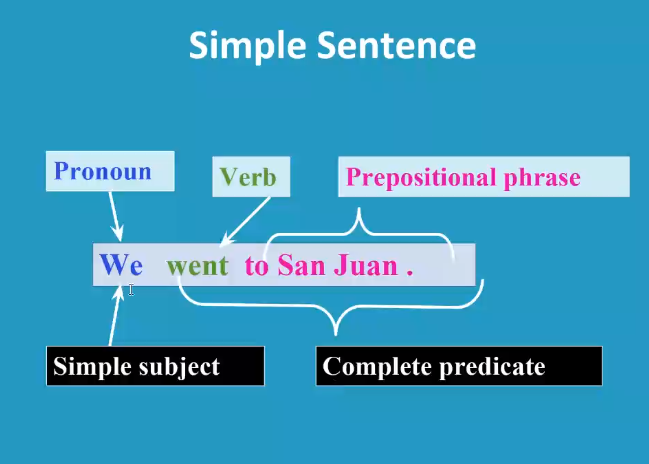 Simple Sentence
Pronoun
Verb
Prepositional phrase
We went to San Juan .
Simple subject
Complete predicate